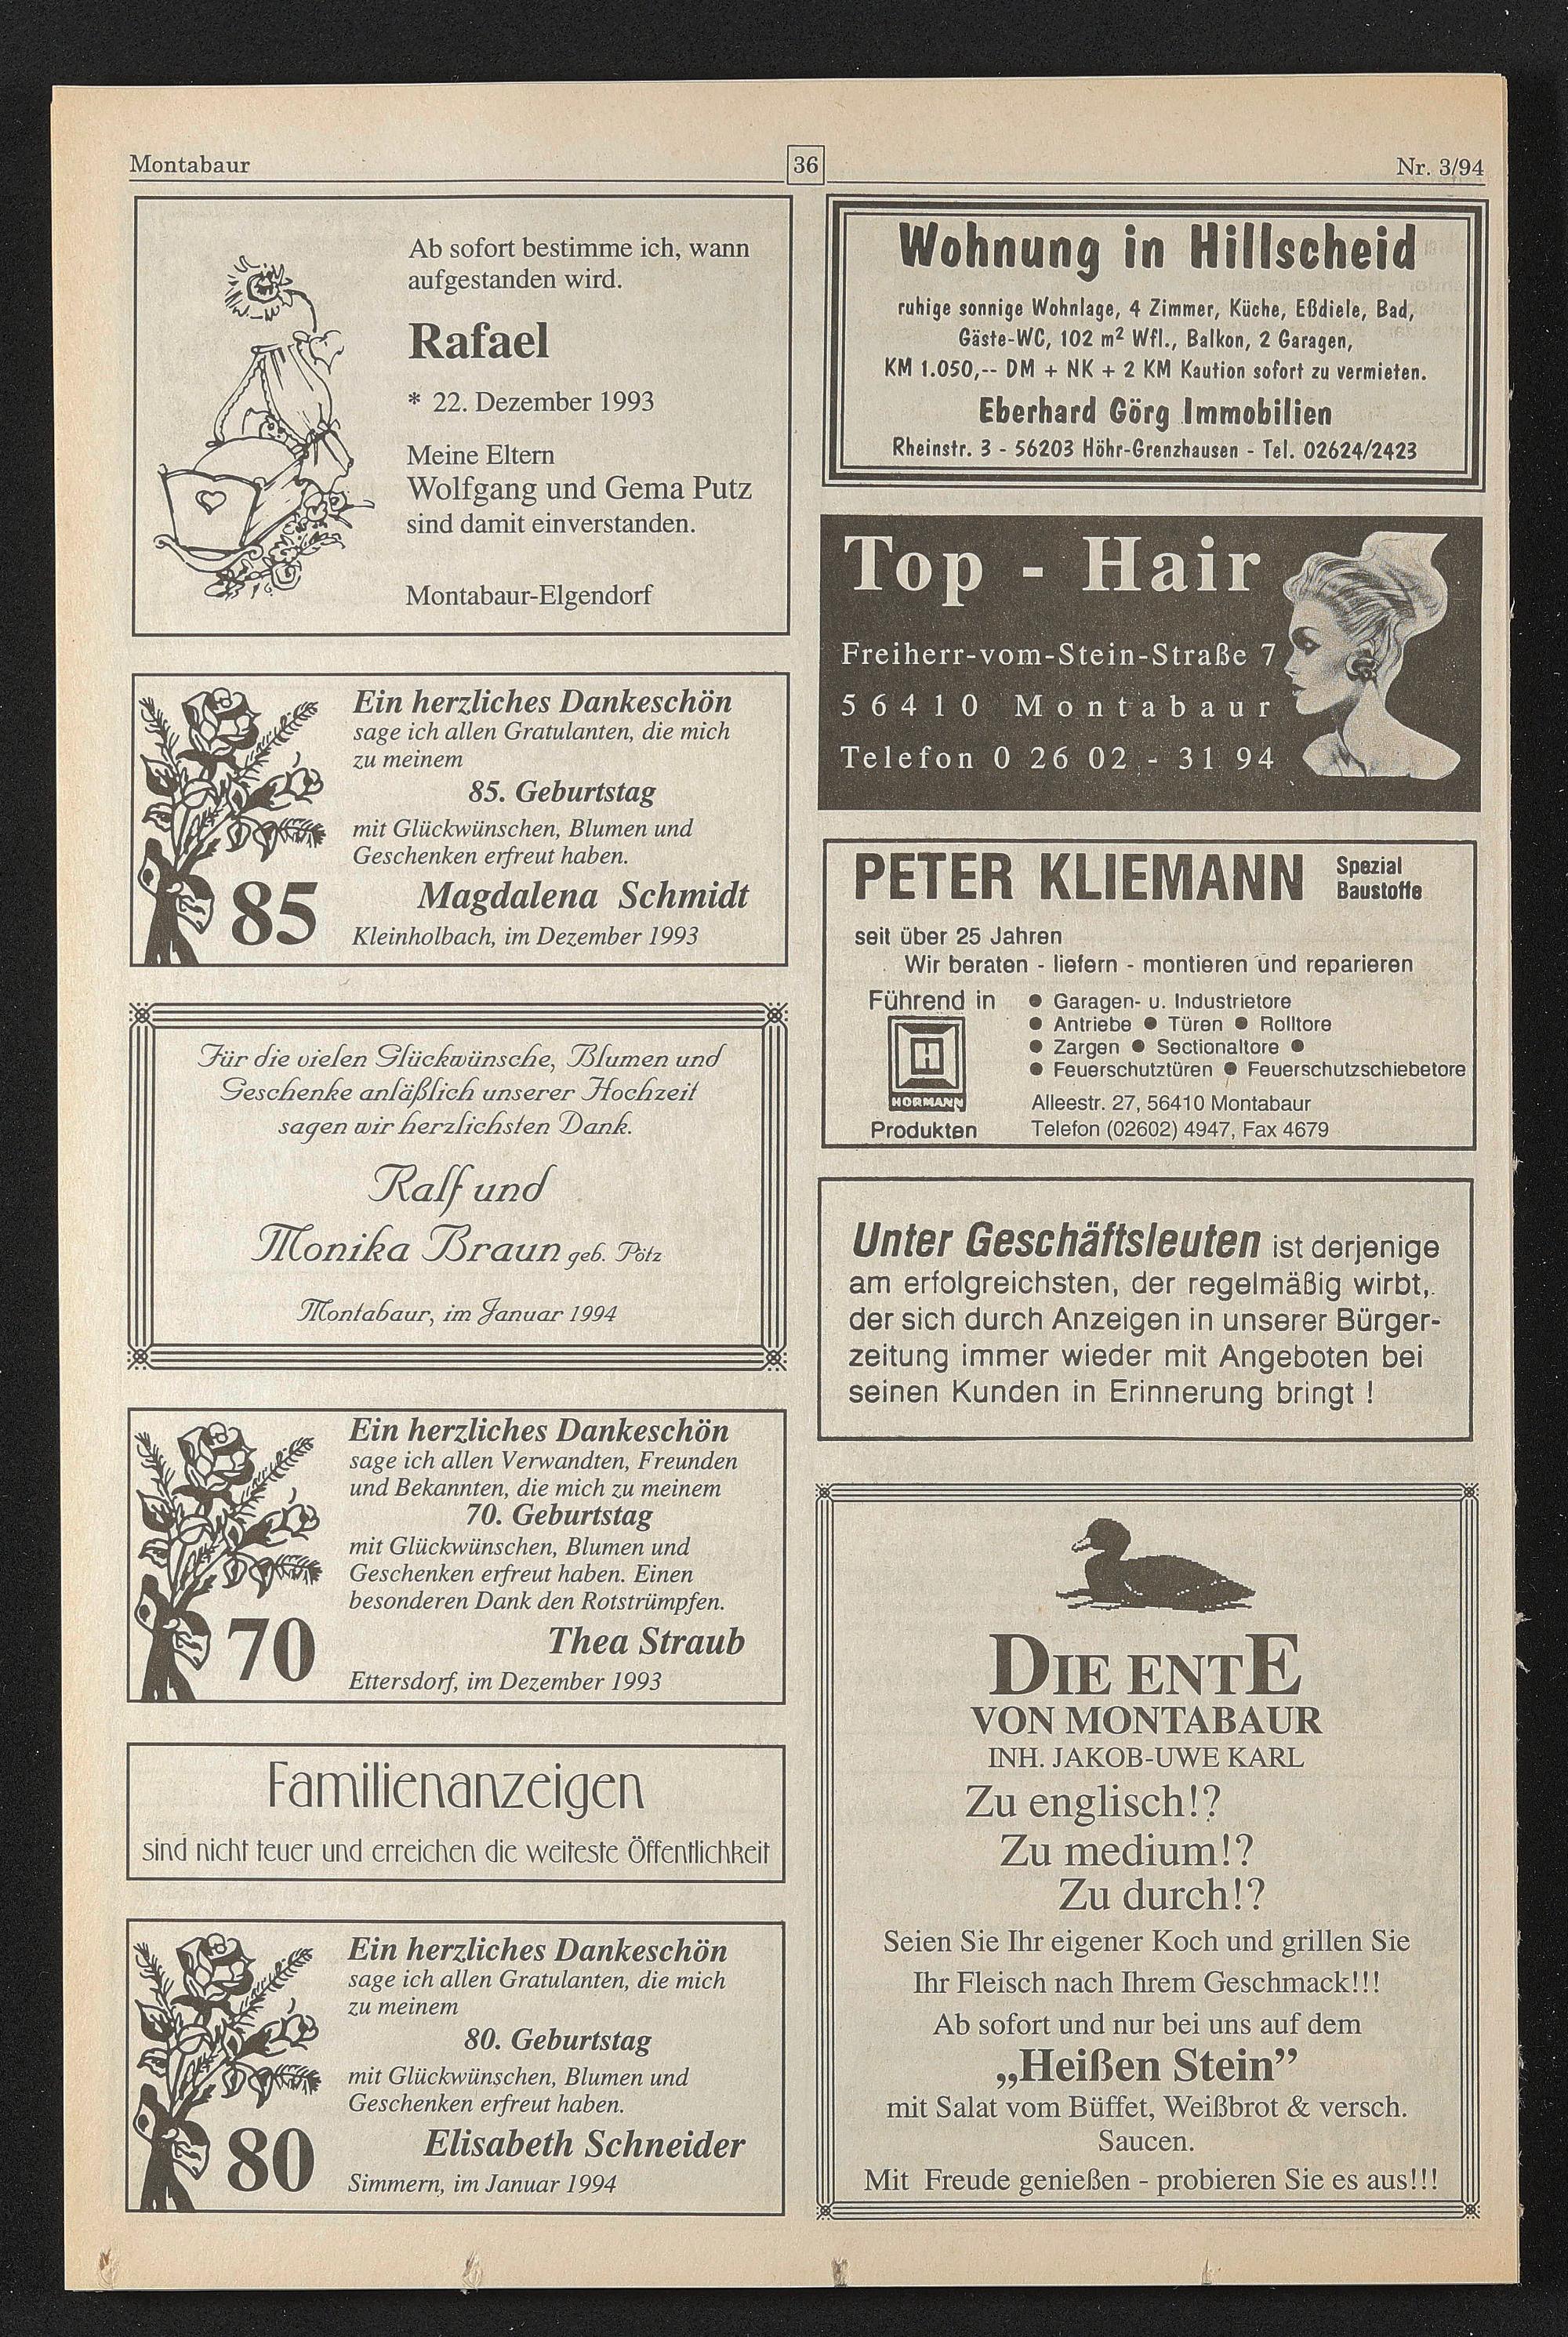 Montabaur
36
Nr. 3/94
Ab sofort bestimme ich, wann
aufgestanden wird.
Rafael
* 22. Dezember 1993
Meine Eltern
Wolfgang und Gema Putz
sind damit einverstanden.
Montabaur-Elgendorf
Ein herzliches Dankeschön
sage ich allen Gratulanten, die mich
zu meinem
85. Geburtstag
mit Glückwünschen, Blumen und
Geschenken erfreut haben.
85
Magdalena Schmidt
Kleinholbach, im Dezember 1993
Für die vielen Glückwünsche, Blumen und
Geschenke anläßlich unserer Hochzeit
sagen wir herzlichsten Dank.
Ralf und
Monika Braun geb. Pötz
Montabaur, im Januar 1994
Ein herzliches Dankeschön
sage ich allen Verwandten, Freunden
und Bekannten, die mich zu meinem
70. Geburtstag
mit Glückwünschen, Blumen und
Geschenken erfreut haben. Einen
besonderen Dank den Rotstrümpfen.
70
Thea Straub
Ettersdorf, im Dezember 1993
Familienanzeigen
sind nicht teuer und erreichen die weiteste Öffentlichkeit
Ein herzliches Dankeschön
sage ich allen Gratulanten, die mich
zu meinem
80. Geburtstag
mit Glückwünschen, Blumen und
Geschenken erfreut haben.
80
Elisabeth Schneider
Simmern, im Januar 1994
Wohnung in Hillscheid
ruhige sonnige Wohnlage, 4 Zimmer, Küche, Eßdiele, Bad,
Gäste-WC, 102 m² Wfl., Balkon, 2 Garagen,
KM 1.050,-- DM + NK + 2 KM Kaution sofort zu vermieten.
Eberhard Görg Immobilien
Rheinstr. 3 - 56203 Höhr-Grenzhausen - Tel. 02624/2423
Top - Hair
Freiherr-vom-Stein-Straße 7
56410 Montabaur
Telefon 0 26 02 - 31 94
PETER KLIEMANN Spezial
Baustoffe
seit über 25 Jahren
Wir beraten - liefern - montieren und reparieren
Führend in
HÖRMANN
Produkten
● Garagen- u. Industrietore
● Antriebe ● Türen ● Rolltore
● Zargen ● Sectionaltore ●
● Feuerschutztüren ● Feuerschutzschiebetore
Alleestr. 27, 56410 Montabaur
Telefon (02602) 4947, Fax 4679
Unter Geschäftsleuten ist derjenige
am erfolgreichsten, der regelmäßig wirbt,
der sich durch Anzeigen in unserer Bürger-
zeitung immer wieder mit Angeboten bei
seinen Kunden in Erinnerung bringt !
DIE ENTE
VON MONTABAUR
INH. JAKOB-UWE KARL
Zu englisch!?
Zu medium!?
Zu durch!?
Seien Sie Ihr eigener Koch und grillen Sie
Ihr Fleisch nach Ihrem Geschmack!!!
Ab sofort und nur bei uns auf dem
„Heißen Stein”
mit Salat vom Büffet, Weißbrot & versch.
Saucen.
Mit Freude genießen - probieren Sie es aus!!!